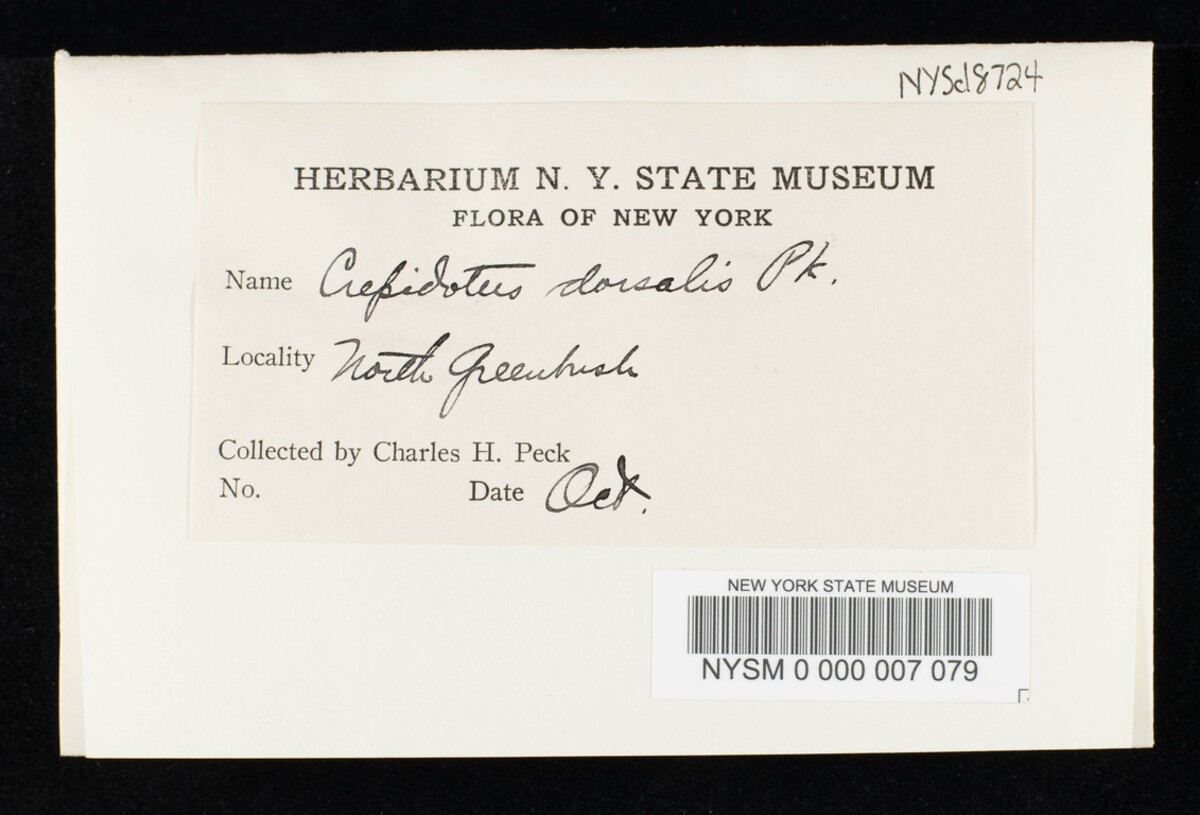 NYSd8724
HERBARIUM N. Y. STATE MUSEUM
FLORA OF NEW YORK
Name Crepidotus dorsalis Pk.
Locality North Greenbush
Collected by Charles H. Peck
No. Date Oct.
NEW YORK STATE MUSEUM
NYSM 0 000 007 079